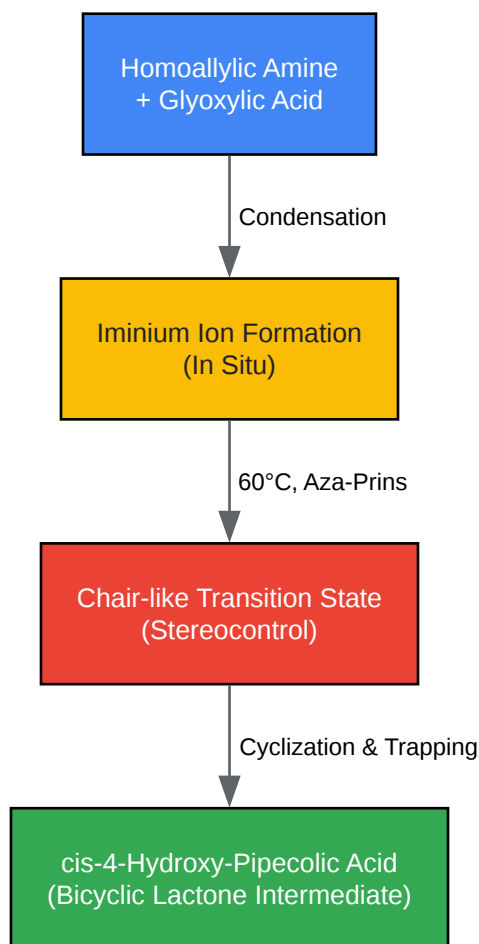 Homoallylic Amine
+ Glyoxylic Acid
Condensation
Iminium Ion Formation
(In Situ)
60°C, Aza-Prins
Chair-like Transition State
(Stereocontrol)
Cyclization & Trapping
cis-4-Hydroxy-Pipecolic Acid
(Bicyclic Lactone Intermediate)